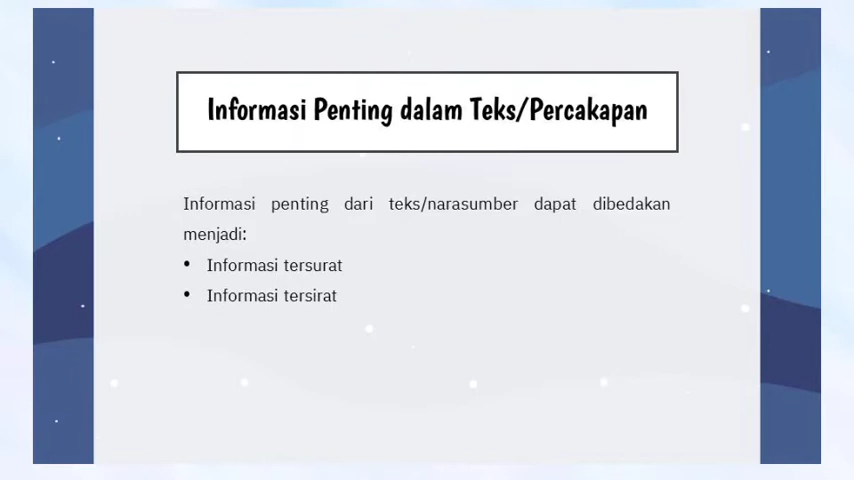 Informasi Penting dalam Teks/Percakapan
Informasi penting dari teks/narasumber dapat dibedakan
menjadi:
• Informasi tersurat
• Informasi tersirat